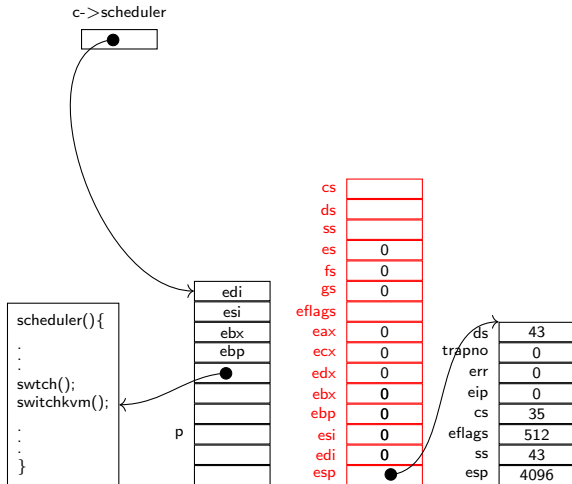 c->scheduler
scheduler(){
.
.
.
swtch();
switchkvm();
.
.
.
}
edi
esi
ebx
ebp
p
cs
ds
ss
es 0
fs 0
gs 0
eflags
eax 0
ecx 0
edx 0
ebx 0
ebp 0
esi 0
edi 0
esp
ds 43
trapno 0
err 0
eip 0
cs 35
eflags 512
ss 43
esp 4096